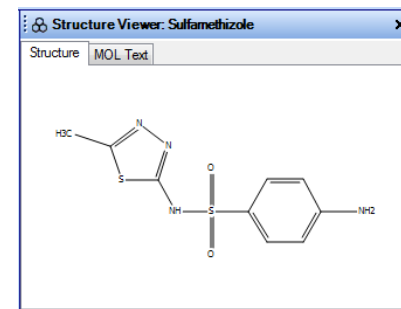 Structure Viewer: Sulfamethizole
Structure MOL Text
N
H3C
N
O
S
NH S NH2
O